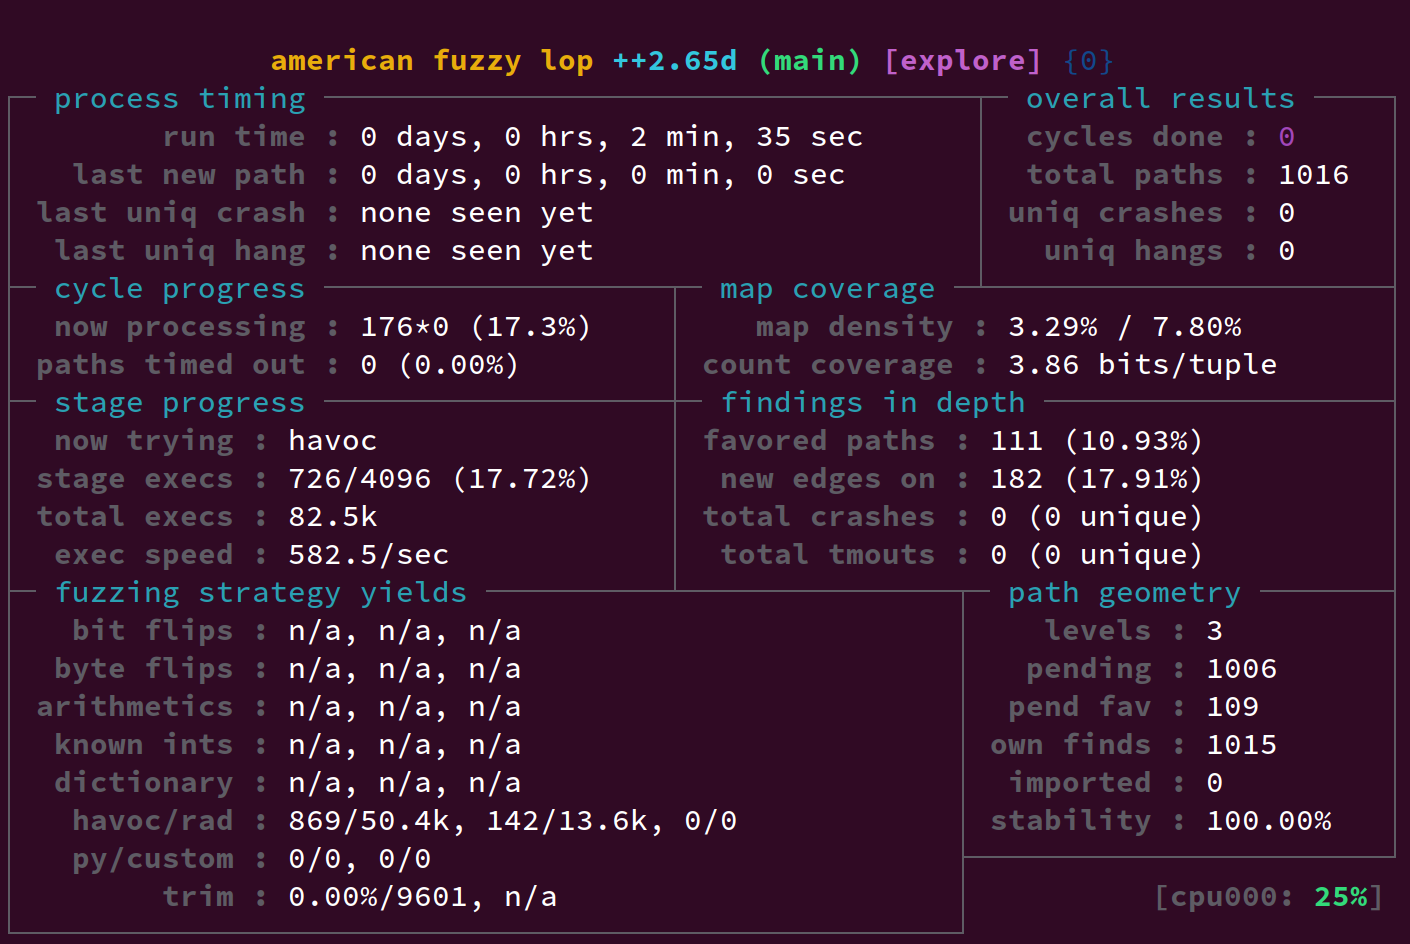 american fuzzy lop ++2.65d (main) [explore] {0}
process timing overall results
run time : 0 days, 0 hrs, 2 min, 35 sec cycles done : 0
last new path : 0 days, 0 hrs, 0 min, 0 sec total paths : 1016
last uniq crash : none seen yet uniq crashes : 0
last uniq hang : none seen yet uniq hangs : 0
cycle progress map coverage
now processing : 176*0 (17.3%) map density : 3.29% / 7.80%
paths timed out : 0 (0.00%) count coverage : 3.86 bits/tuple
stage progress findings in depth
now trying : havoc favored paths : 111 (10.93%)
stage execs : 726/4096 (17.72%) new edges on : 182 (17.91%)
total execs : 82.5k total crashes : 0 (0 unique)
exec speed : 582.5/sec total tmouts : 0 (0 unique)
fuzzing strategy yields path geometry
bit flips : n/a, n/a, n/a levels : 3
byte flips : n/a, n/a, n/a pending : 1006
arithmetics : n/a, n/a, n/a pend fav : 109
known ints : n/a, n/a, n/a own finds : 1015
dictionary : n/a, n/a, n/a imported : 0
havoc/rad : 869/50.4k, 142/13.6k, 0/0 stability : 100.00%
py/custom : 0/0, 0/0
trim : 0.00%/9601, n/a [cpu000: 25%]